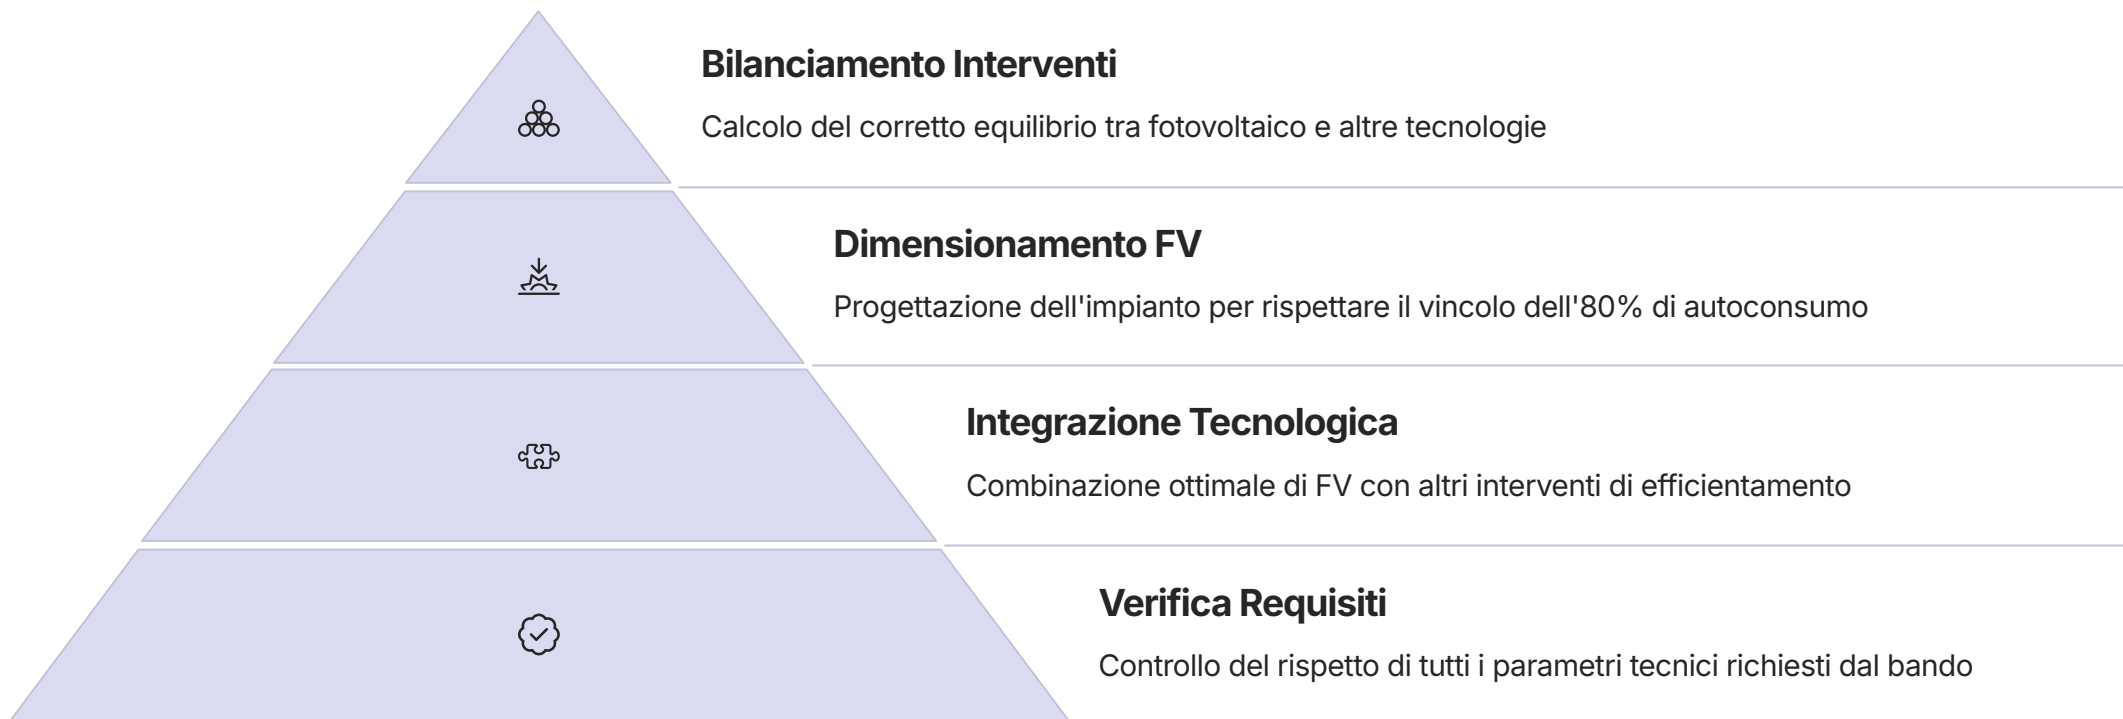 Bilanciamento Interventi
Calcolo del corretto equilibrio tra fotovoltaico e altre tecnologie
Dimensionamento FV
Progettazione dell'impianto per rispettare il vincolo dell'80% di autoconsumo
Integrazione Tecnologica
Combinazione ottimale di FV con altri interventi di efficientamento
Verifica Requisiti
Controllo del rispetto di tutti i parametri tecnici richiesti dal bando